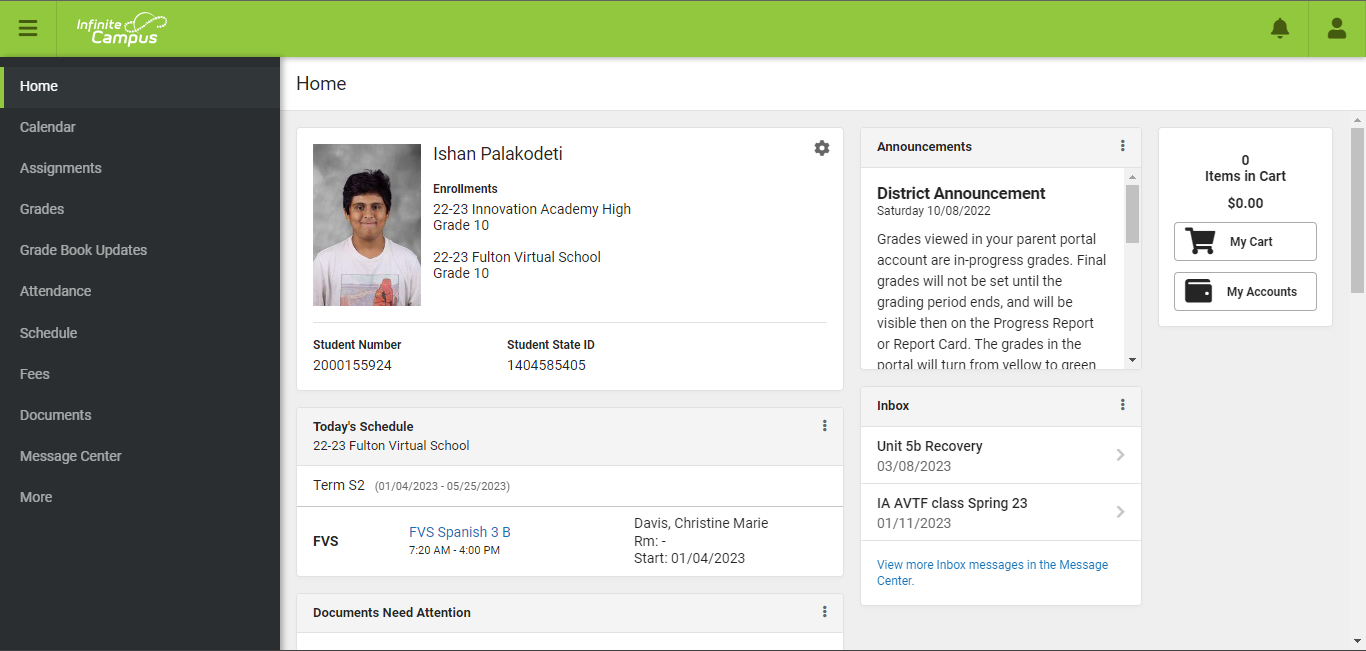 Infinite
Campus
Home
Calendar
Assignments
Grades
Grade Book Updates
Attendance
Schedule
Fees
Documents
Message Center
More
Home
Ishan Palakodeti
Enrollments
22-23 Innovation Academy High
Grade 10
22-23 Fulton Virtual School
Grade 10
Student Number
2000155924
Student State ID
1404585405
Today's Schedule
22-23 Fulton Virtual School
Term S2 (01/04/2023 - 05/25/2023)
FVS
FVS Spanish 3 B
7:20 AM - 4:00 PM
Davis, Christine Marie
Rm: -
Start: 01/04/2023
Documents Need Attention
Announcements
District Announcement
Saturday 10/08/2022
Grades viewed in your parent portal
account are in-progress grades. Final
grades will not be set until the
grading period ends, and will be
visible then on the Progress Report
or Report Card. The grades in the
portal will turn from yellow to green
Inbox
Unit 5b Recovery
03/08/2023
IA AVTF class Spring 23
01/11/2023
View more Inbox messages in the Message
Center.
0
Items in Cart
$0.00
My Cart
My Accounts